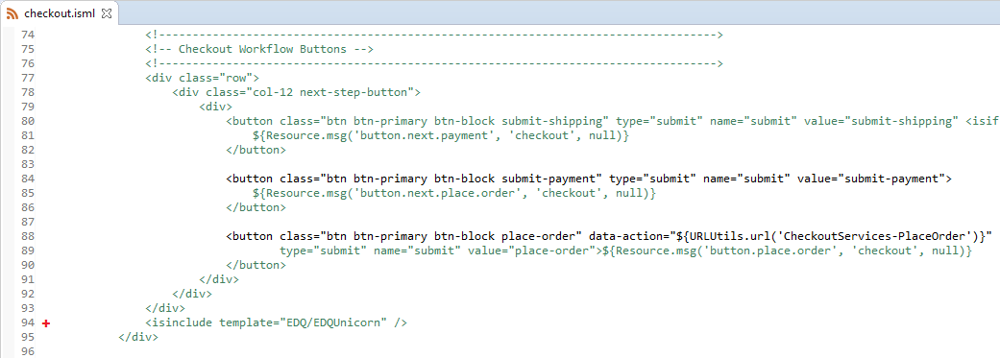 checkout.isml
74 <!----------------------------------------------------------------------------------->
75 <!-- Checkout Workflow Buttons -->
76 <!----------------------------------------------------------------------------------->
77 <div class="row">
78 <div class="col-12 next-step-button">
79 <div>
80 <button class="btn btn-primary btn-block submit-shipping" type="submit" name="submit" value="submit-shipping" <isif
81 ${Resource.msg('button.next.payment', 'checkout', null)}
82 </button>
83
84 <button class="btn btn-primary btn-block submit-payment" type="submit" name="submit" value="submit-payment">
85 ${Resource.msg('button.next.place.order', 'checkout', null)}
86 </button>
87
88 <button class="btn btn-primary btn-block place-order" data-action="${URLUtils.url('CheckoutServices-PlaceOrder')}"
89 type="submit" name="submit" value="place-order">${Resource.msg('button.place.order', 'checkout', null)}
90 </button>
91 </div>
92 </div>
93 </div>
94 <isinclude template="EDQ/EDQUnicorn" />
95 </div>
96